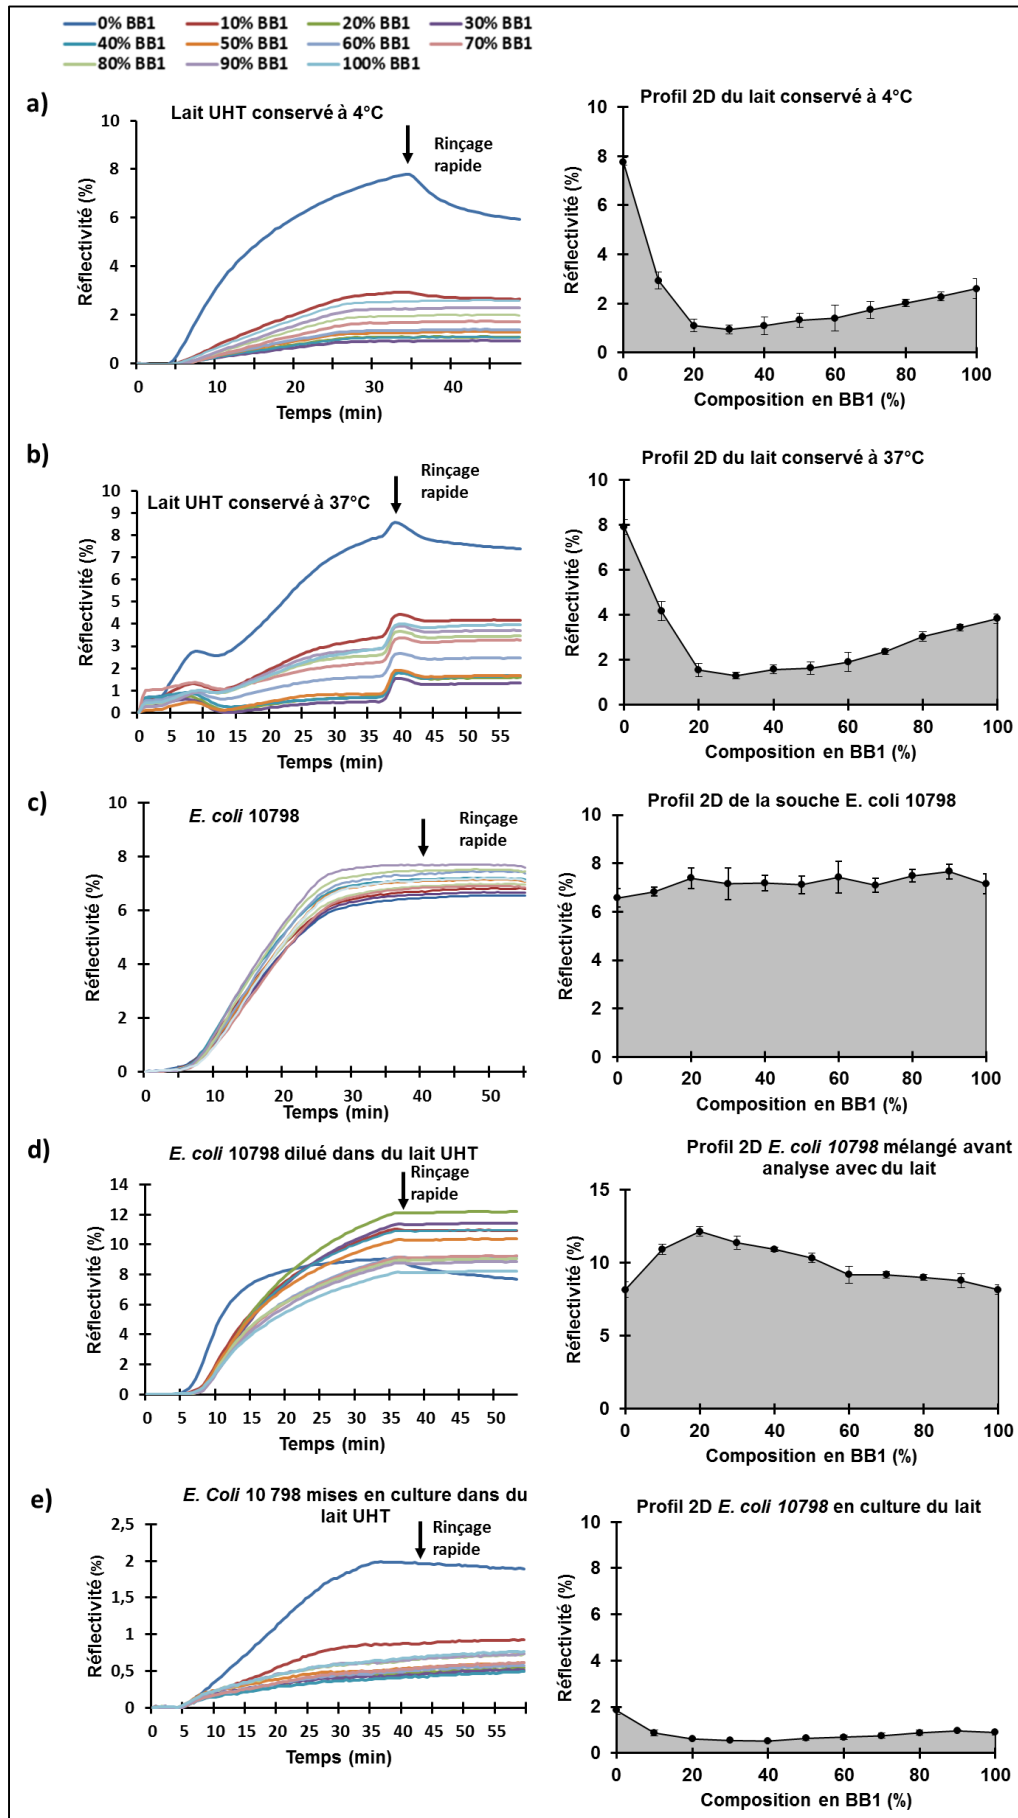 0% BB1 10% BB1 20% BB1 30% BB1
40% BB1 50% BB1 60% BB1 70% BB1
80% BB1 90% BB1 100% BB1
a)
Lait UHT conservé à 4°C
Rinçage
rapide
Réflectivité (%)
8
6
4
2
0
0 10 20 30 40
Temps (min)
Profil 2D du lait conservé à 4°C
Réflectivité (%)
10
8
6
4
2
0
0 20 40 60 80 100
Composition en BB1 (%)
b)
Lait UHT conservé à 37°C
Rinçage
rapide
Réflectivité (%)
10
9
8
7
6
5
4
3
2
1
0
0 5 10 15 20 25 30 35 40 45 50 55
Temps (min)
Profil 2D du lait conservé à 37°C
Réflectivité (%)
10
8
6
4
2
0
0 20 40 60 80 100
Composition en BB1 (%)
c)
E. coli 10798
Rinçage
rapide
Réflectivité (%)
10
8
6
4
2
0
0 10 20 30 40 50
Temps (min)
Profil 2D de la souche E. coli 10798
Réflectivité (%)
10
8
6
4
2
0
0 20 40 60 80 100
Composition en BB1 (%)
d)
E. coli 10798 dilué dans du lait UHT
Rinçage
rapide
Réflectivité (%)
14
12
10
8
6
4
2
0
0 5 10 15 20 25 30 35 40 45 50
Temps (min)
Profil 2D E. coli 10798 mélangé avant
analyse avec du lait
Réflectivité (%)
15
10
5
0
0 20 40 60 80 100
Composition en BB1 (%)
e)
E. Coli 10 798 mises en culture dans du
lait UHT
Rinçage
rapide
Réflectivité (%)
2,5
2
1,5
1
0,5
0
0 10 20 30 40 50
Temps (min)
Profil 2D E. coli 10798 en culture du lait
Réflectivité (%)
10
8
6
4
2
0
0 20 40 60 80 100
Composition en BB1 (%)